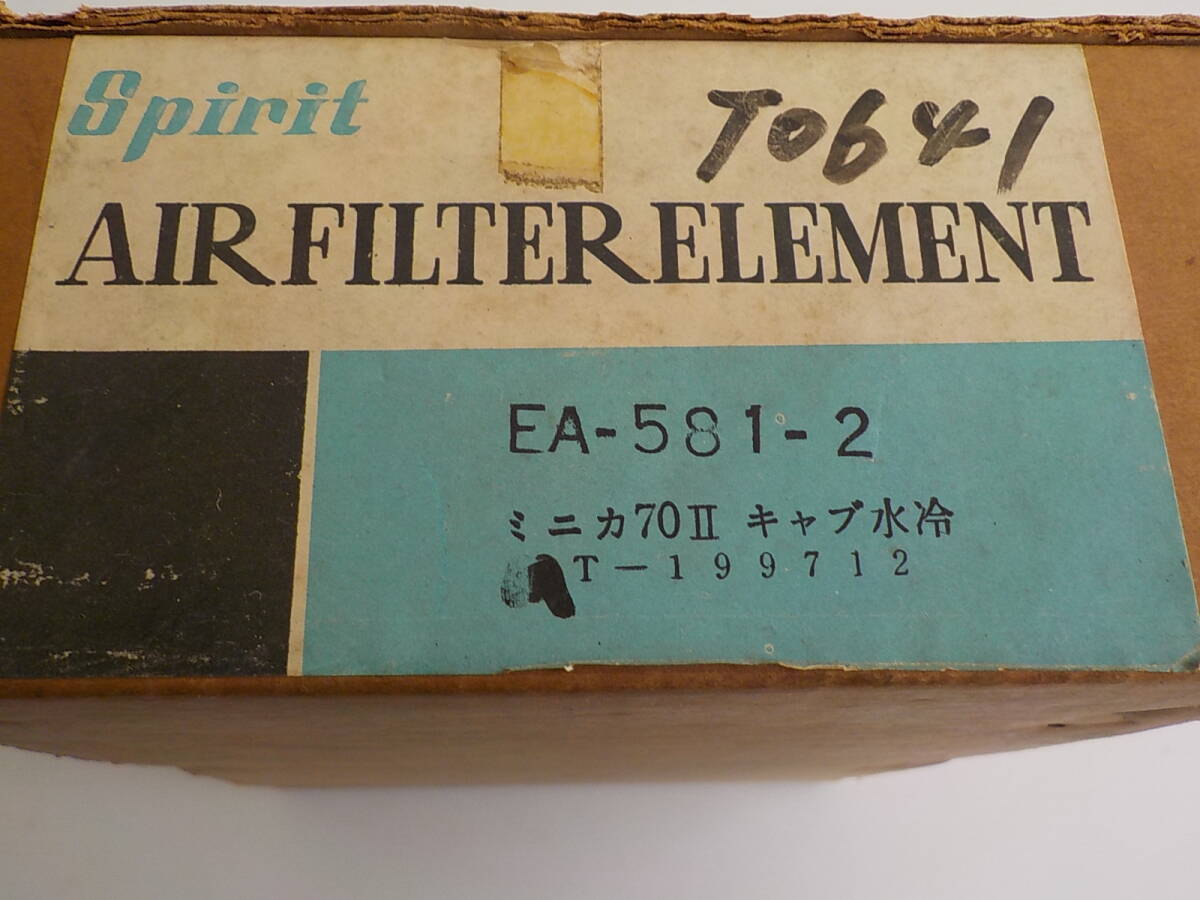 Spirit
T0641
AIR FILTER ELEMENT
EA-581-2
ミニカ70II キャブ水冷
T-199712